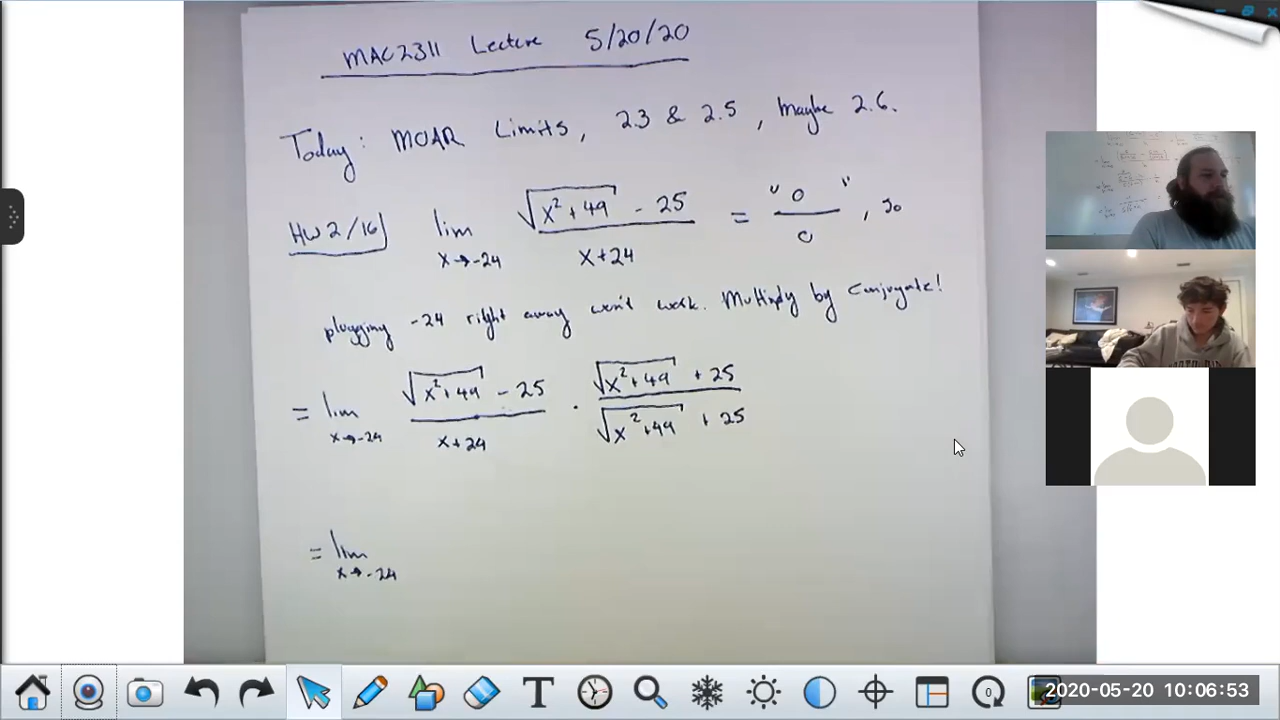 MAC2311 Lecture 5/20/20
Today: MOAR Limits, 2.3 & 2.5, Maybe 2.6.
HW2/16] lim x→-24 √(x²+49) - 25 / x+24 = "0/0", so
plugging -24 right away won't work. Multiply by conjugate!
= lim x→-24 √(x²+49) - 25 / x+24 · √(x²+49) + 25 / √(x²+49) + 25
= lim x→-24
T
0
2020-05-20 10:06:53